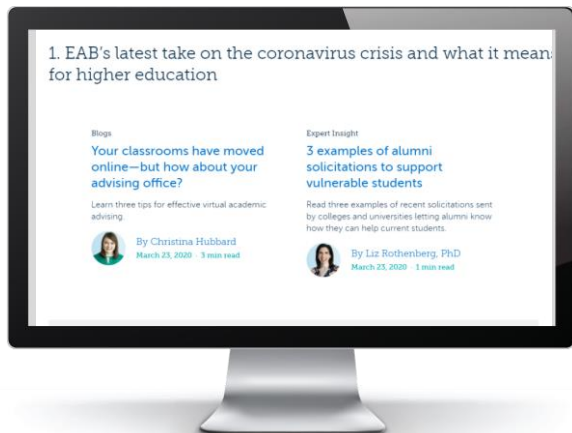 1. EAB's latest take on the coronavirus crisis and what it mean
for higher education
Blogs
Your classrooms have moved
online—but how about your
advising office?
Learn three tips for effective virtual academic
advising.
By Christina Hubbard
March 23, 2020 · 3 min read
Expert Insight
3 examples of alumni
solicitations to support
vulnerable students
Read three examples of recent solicitations sent
by colleges and universities letting alumni know
how they can help current students.
By Liz Rothenberg, PhD
March 23, 2020 · 1 min read